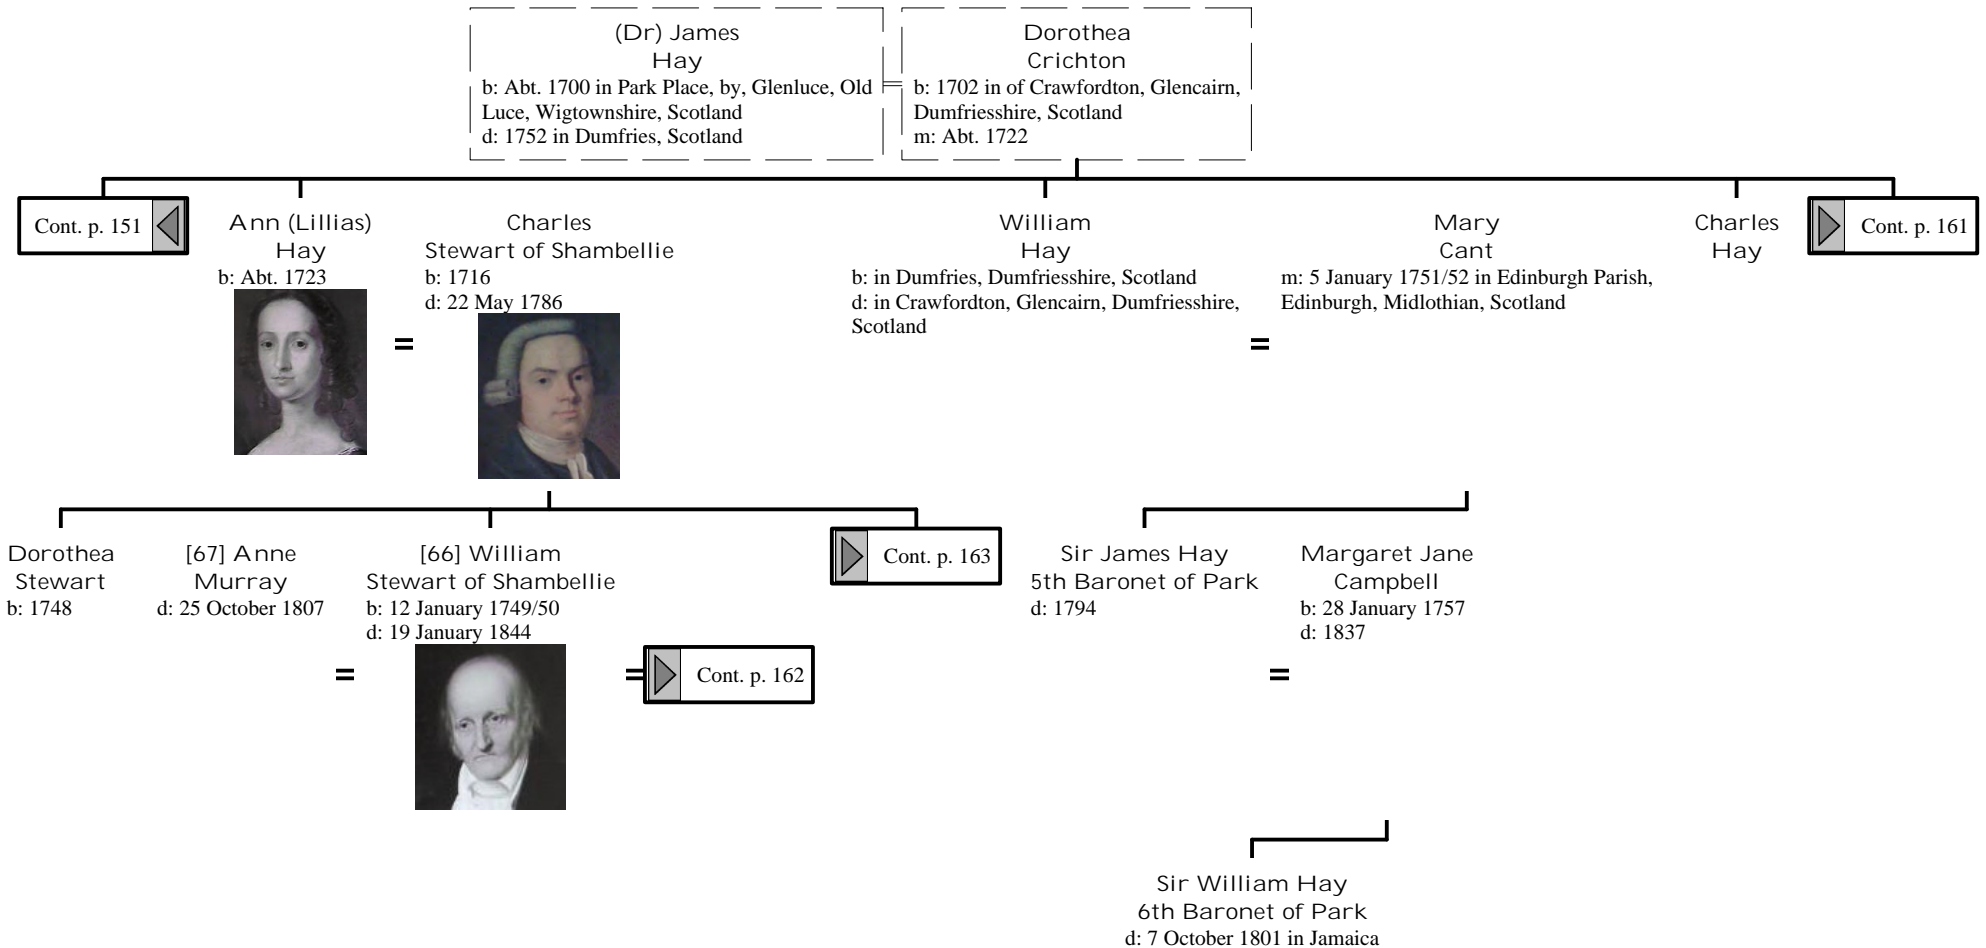 (Dr) James
Hay
b: Abt. 1700 in Park Place, by, Glenluce, Old
Luce, Wigtownshire, Scotland
d: 1752 in Dumfries, Scotland
Dorothea
Crichton
b: 1702 in of Crawfordton, Glencairn,
Dumfriesshire, Scotland
m: Abt. 1722
Cont. p. 151
Ann (Lillias)
Hay
b: Abt. 1723
=
Charles
Stewart of Shambellie
b: 1716
d: 22 May 1786
William
Hay
b: in Dumfries, Dumfriesshire, Scotland
d: in Crawfordton, Glencairn, Dumfriesshire,
Scotland
=
Mary
Cant
m: 5 January 1751/52 in Edinburgh Parish,
Edinburgh, Midlothian, Scotland
Charles
Hay
Cont. p. 161
Dorothea
Stewart
b: 1748
[67] Anne
Murray
d: 25 October 1807
=
[66] William
Stewart of Shambellie
b: 12 January 1749/50
d: 19 January 1844
=
Cont. p. 162
Cont. p. 163
Sir James Hay
5th Baronet of Park
d: 1794
=
Margaret Jane
Campbell
b: 28 January 1757
d: 1837
Sir William Hay
6th Baronet of Park
d: 7 October 1801 in Jamaica